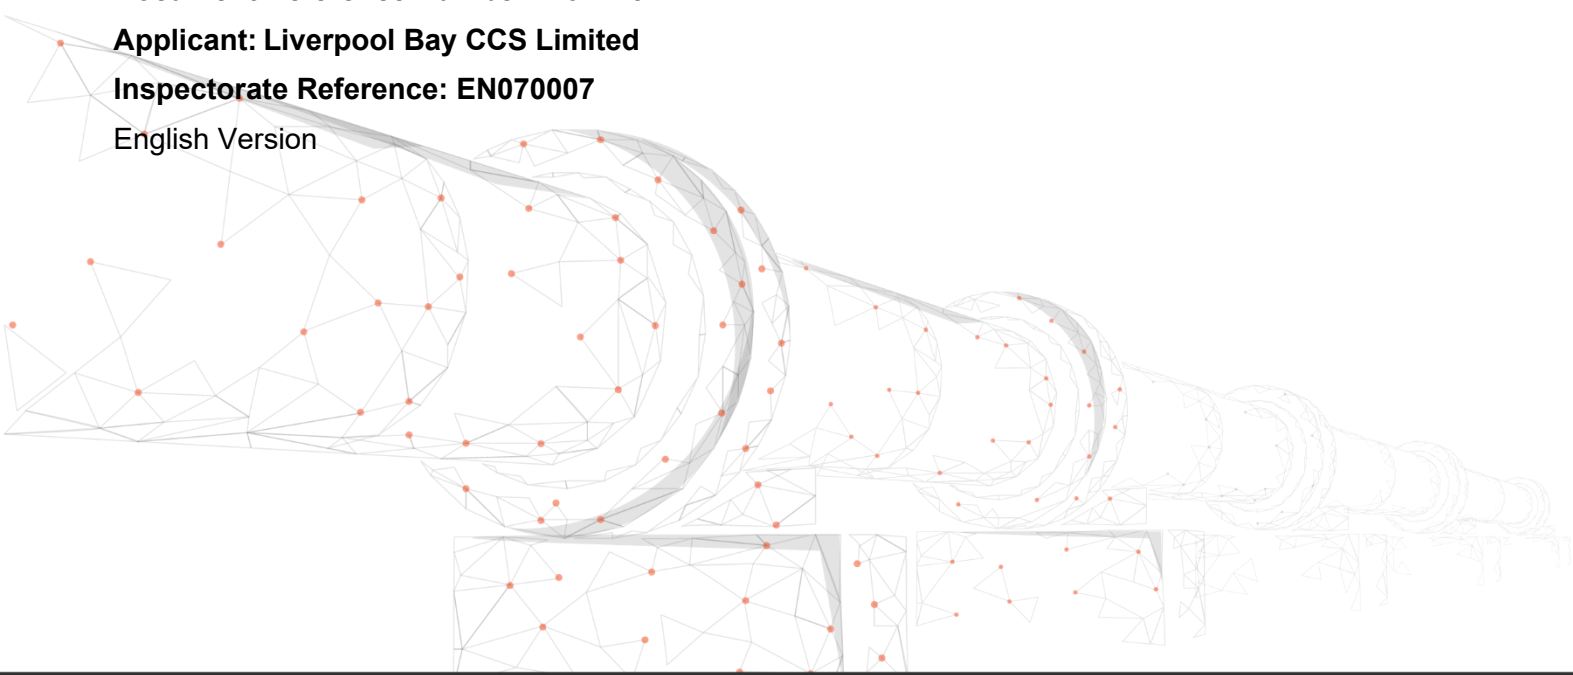 Applicant: Liverpool Bay CCS Limited
Inspectorate Reference: EN070007
English Version